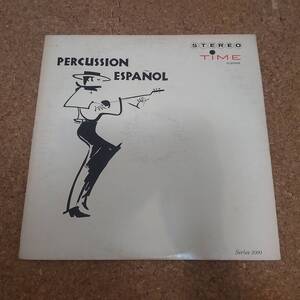 STEREO
TIME
PERCUSSION
ESPAÑOL
Series 2000